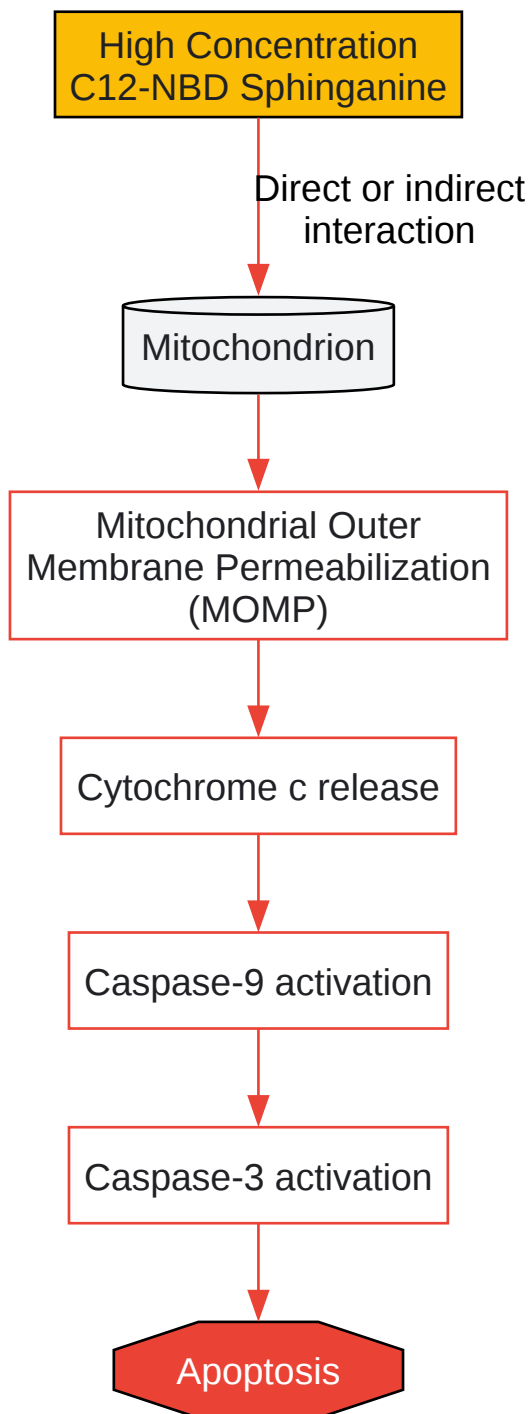 High Concentration
C12-NBD Sphinganine
Direct or indirect
interaction
Mitochondrion
Mitochondrial Outer
Membrane Permeabilization
(MOMP)
Cytochrome c release
Caspase-9 activation
Caspase-3 activation
Apoptosis